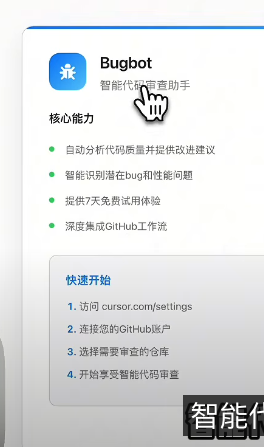 Bugbot
智能代码审查助手
核心能力
自动分析代码质量并提供改进建议
智能识别潜在bug和性能问题
提供7天免费试用体验
深度集成GitHub工作流
快速开始
1. 访问 cursor.com/settings
2. 连接您的GitHub账户
3. 选择需要审查的仓库
4. 开始享受智能代码审查
智能代